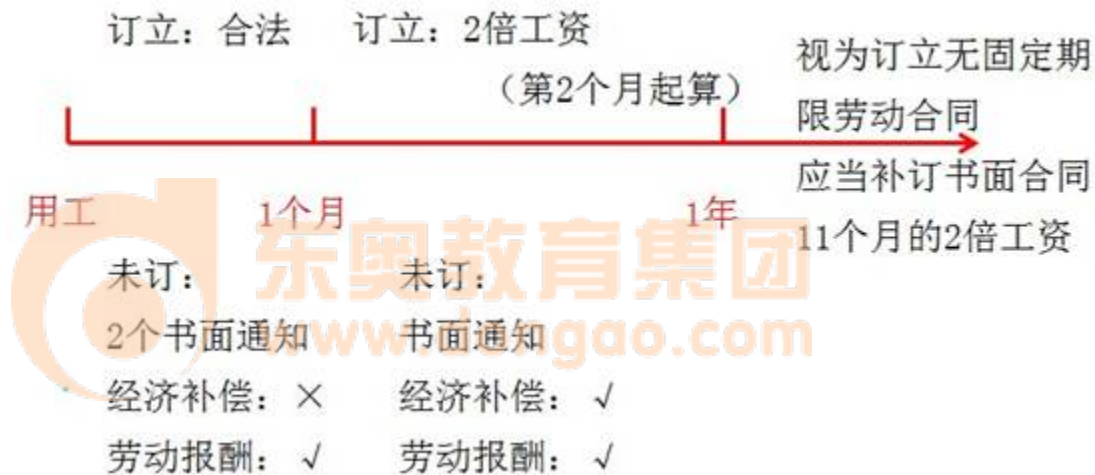 订立：合法
订立：2倍工资
（第2个月起算）
视为订立无固定期
限劳动合同
应当补订书面合同
11个月的2倍工资
用工
1个月
1年
东奥教育集团
www.dongao.com
未订：
2个书面通知
经济补偿：×
劳动报酬：√
未订：
书面通知
经济补偿：√
劳动报酬：√